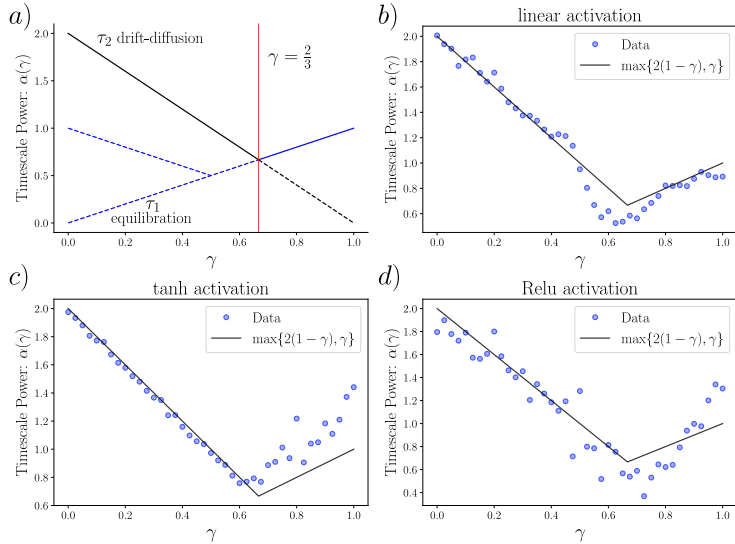 a)
Timescale Power: α(γ)
2.0
1.5
1.0
0.5
0.0
τ₂ drift-diffusion
γ = 2/3
τ₁
equilibration
0.0 0.2 0.4 0.6 0.8 1.0
γ
b)
linear activation
Timescale Power: α(γ)
2.0
1.8
1.6
1.4
1.2
1.0
0.8
0.6
Data
max{2(1 − γ), γ}
0.0 0.2 0.4 0.6 0.8 1.0
γ
c)
tanh activation
Timescale Power: α(γ)
2.0
1.8
1.6
1.4
1.2
1.0
0.8
0.6
Data
max{2(1 − γ), γ}
0.0 0.2 0.4 0.6 0.8 1.0
γ
d)
Relu activation
Timescale Power: α(γ)
2.0
1.8
1.6
1.4
1.2
1.0
0.8
0.6
0.4
Data
max{2(1 − γ), γ}
0.0 0.2 0.4 0.6 0.8 1.0
γ